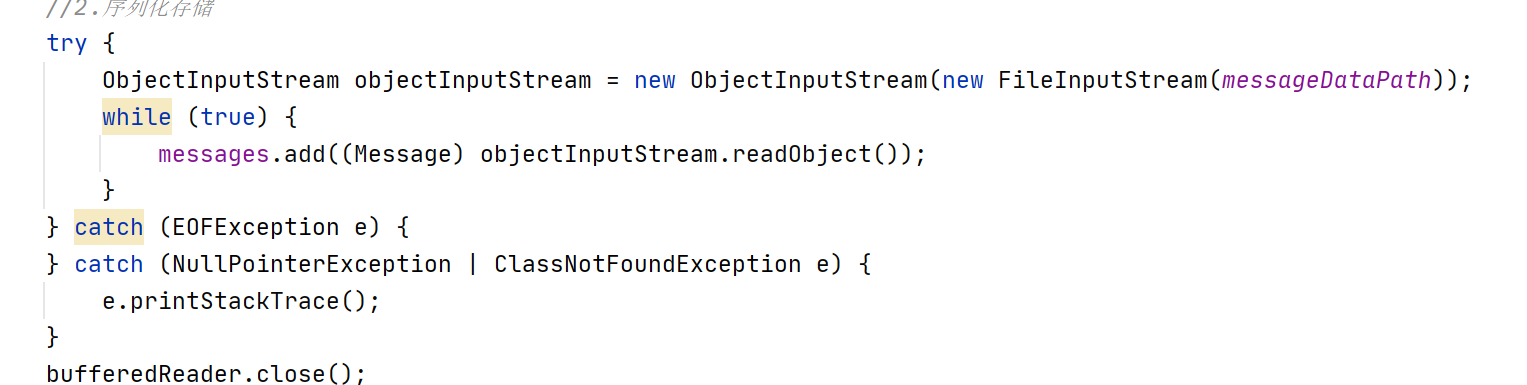 //2.序列化存储
try {
    ObjectInputStream objectInputStream = new ObjectInputStream(new FileInputStream(messageDataPath));
    while (true) {
        messages.add((Message) objectInputStream.readObject());
    }
} catch (EOFException e) {
} catch (NullPointerException | ClassNotFoundException e) {
    e.printStackTrace();
}
bufferedReader.close();